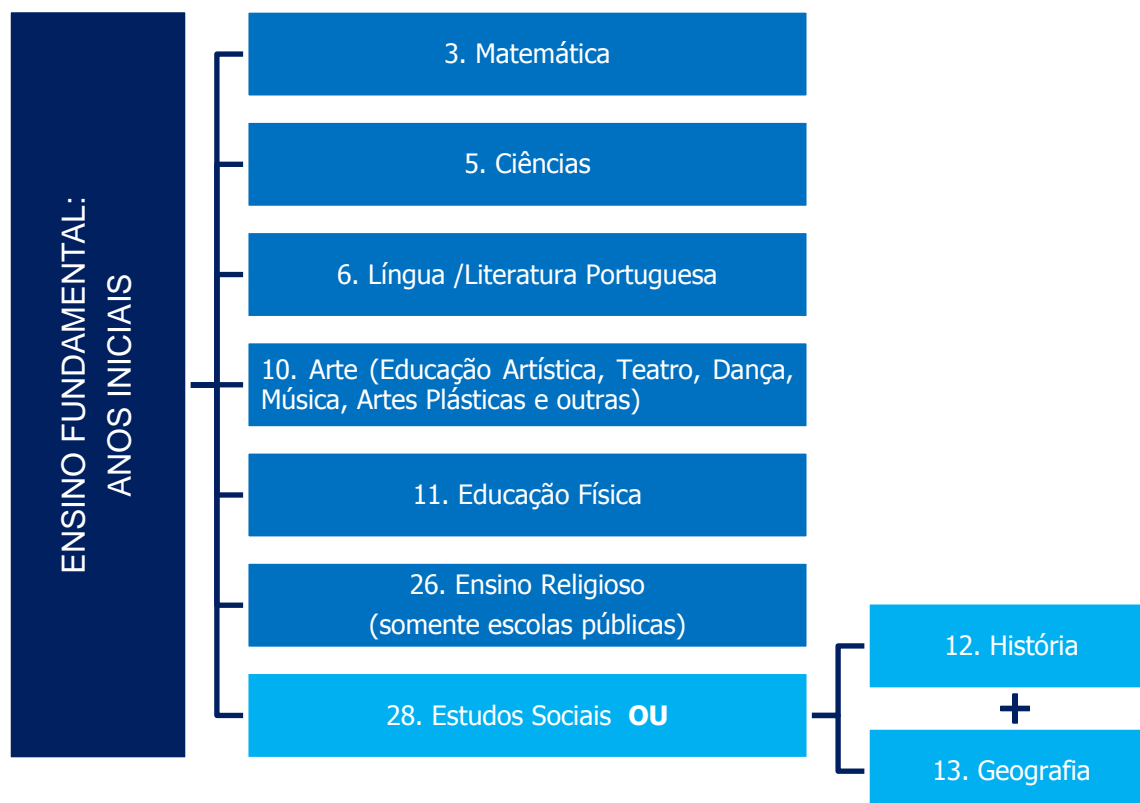 ENSINO FUNDAMENTAL:
ANOS INICIAIS
3. Matemática
5. Ciências
6. Língua /Literatura Portuguesa
10. Arte (Educação Artística, Teatro, Dança,
Música, Artes Plásticas e outras)
11. Educação Física
26. Ensino Religioso
(somente escolas públicas)
28. Estudos Sociais OU
12. História
+
13. Geografia